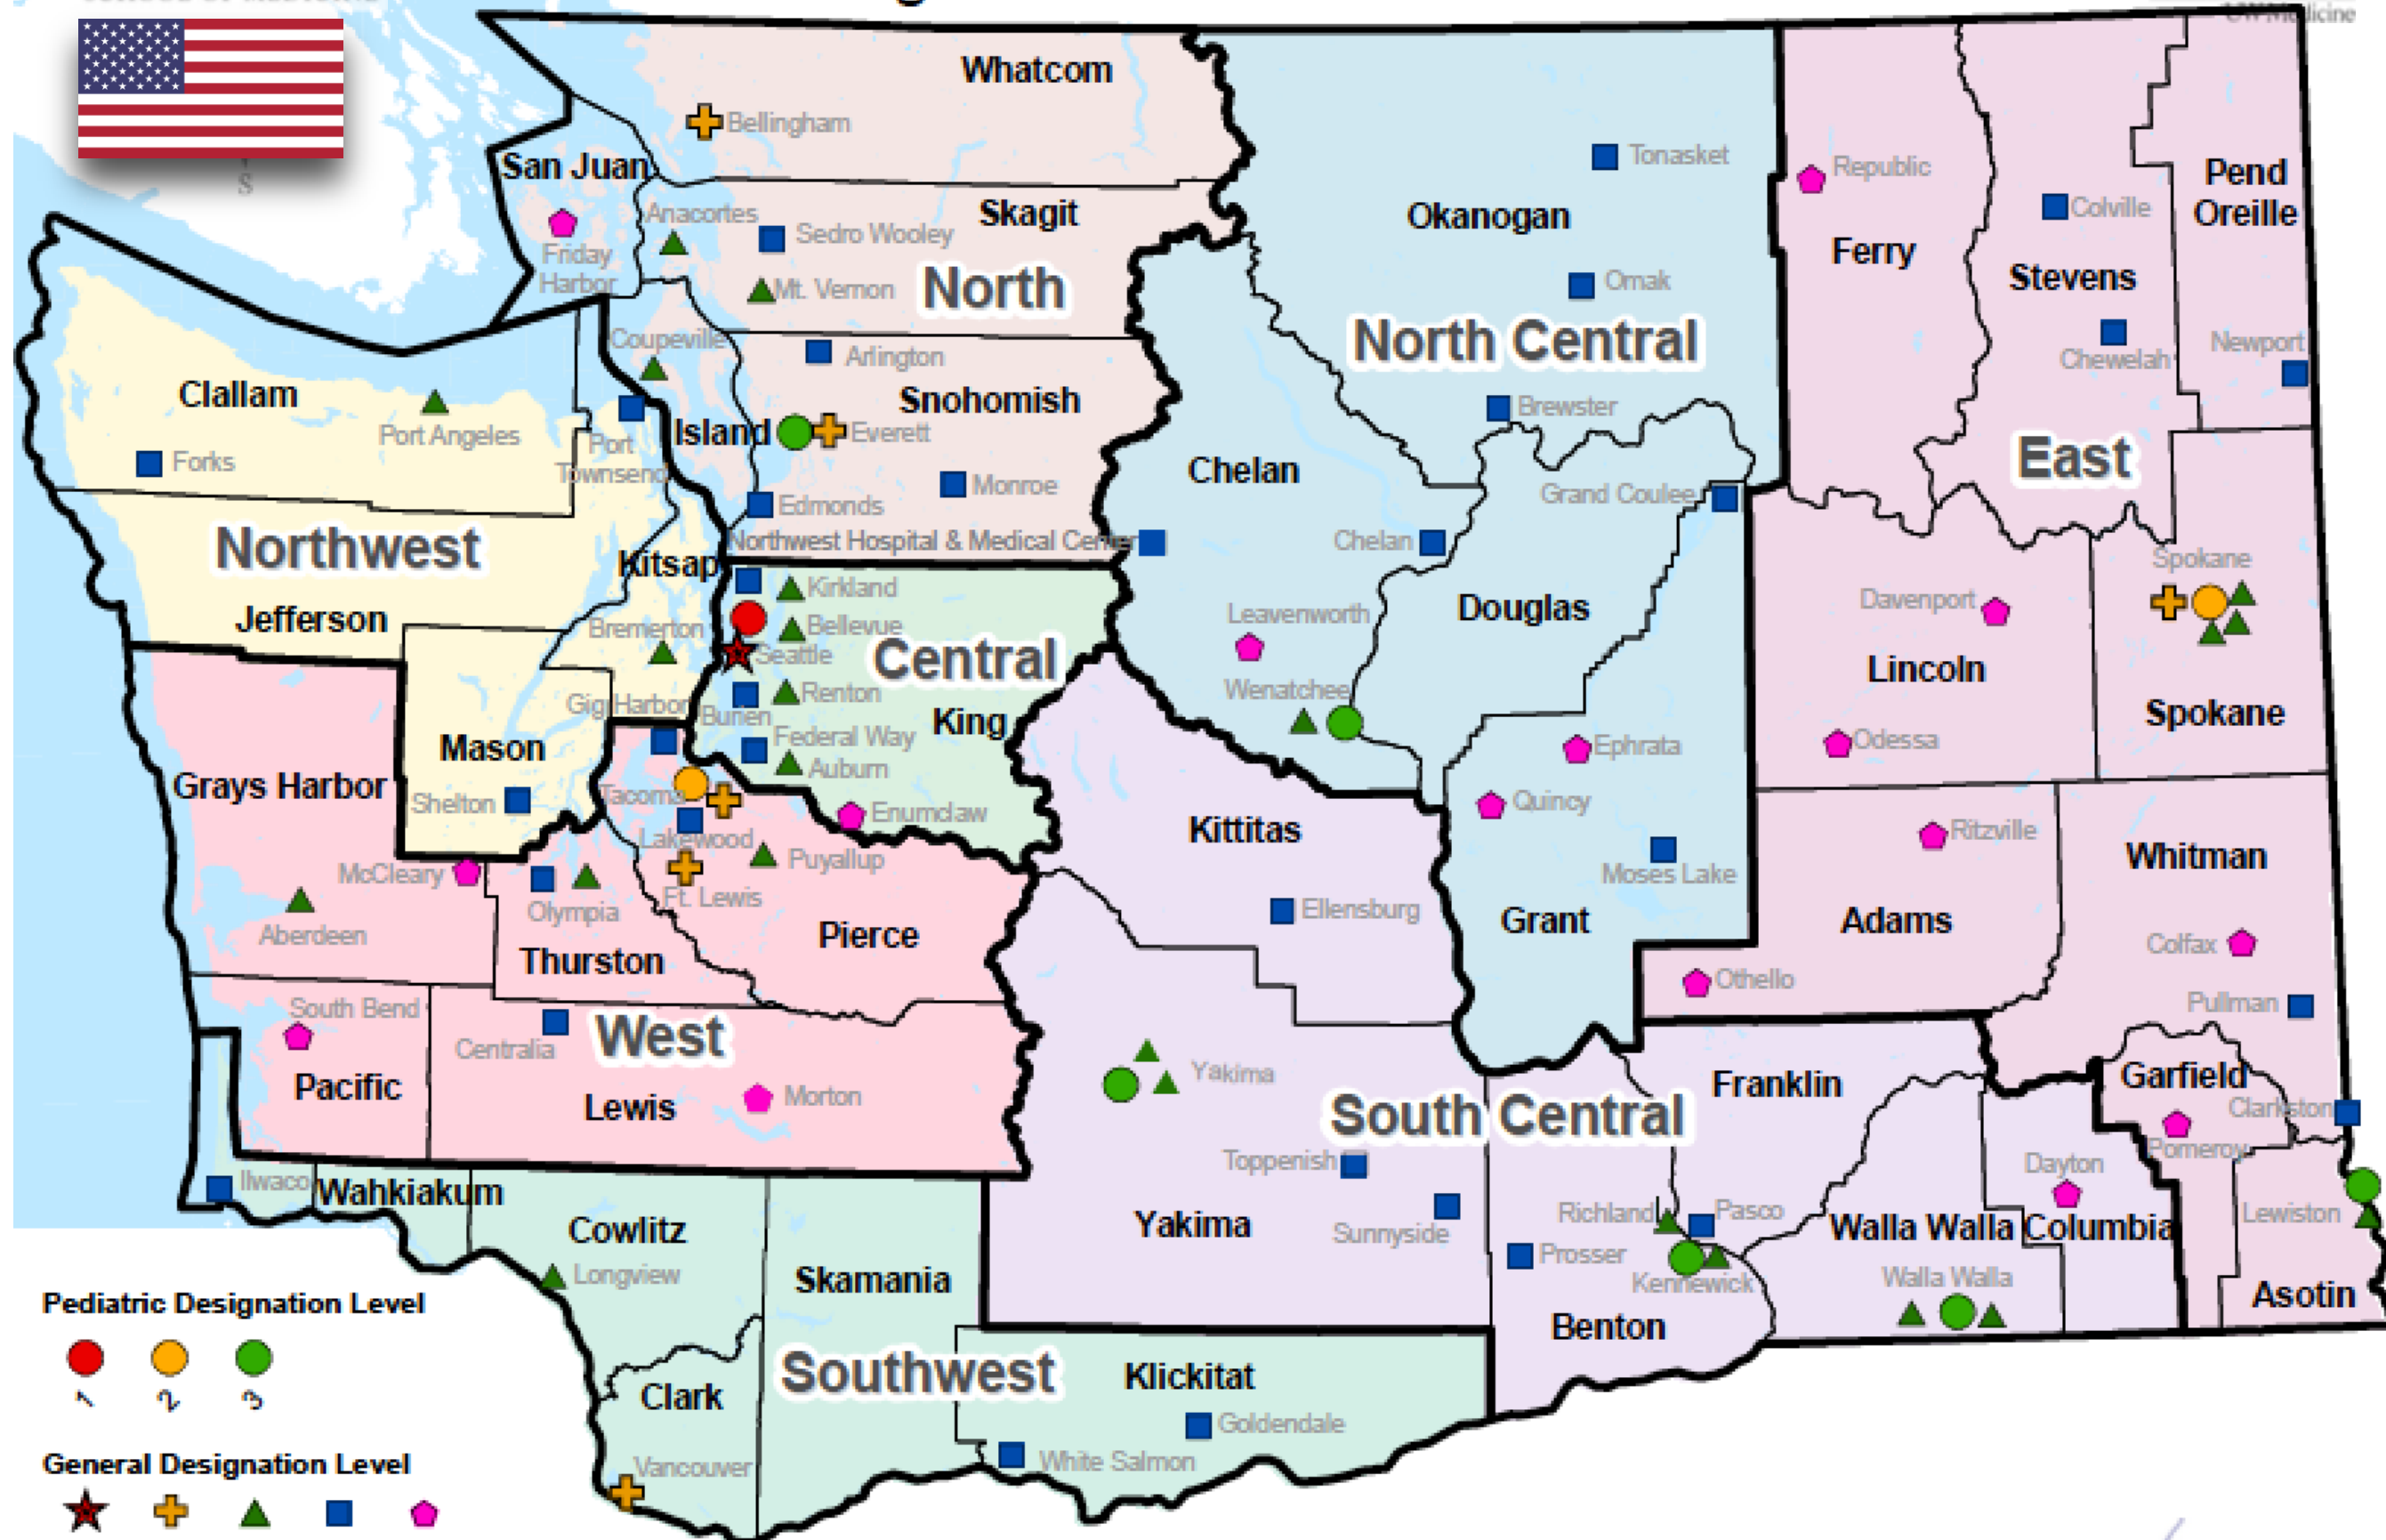 Whatcom
Bellingham
San Juan
Friday
Harbor
Anacortes
Sedro Wooley
Skagit
Mt. Vernon
North
Coupeville
Arlington
Snohomish
Island
Everett
Monroe
Edmonds
Northwest Hospital & Medical Center
Clallam
Port Angeles
Forks
Port
Townsend
Northwest
Jefferson
Kitsap
Bremerton
Gig Harbor
Mason
Shelton
Kirkland
Bellevue
Seattle
Central
Renton
Burien
King
Federal Way
Auburn
Enumclaw
Okanogan
Tonasket
Omak
North Central
Brewster
Chelan
Chelan
Grand Coulee
Douglas
Leavenworth
Wenatchee
Ephrata
Quincy
Moses Lake
Grant
Republic
Ferry
Colville
Stevens
Chewelah
Pend
Oreille
Newport
East
Spokane
Davenport
Lincoln
Spokane
Odessa
Ritzville
Adams
Othello
Whitman
Colfax
Pullman
Garfield
Clarkston
Pomeroy
Lewiston
Asotin
Grays Harbor
McCleary
Aberdeen
Tacoma
Lakewood
Puyallup
Ft. Lewis
Olympia
Thurston
Pierce
South Bend
Pacific
Centralia
West
Lewis
Morton
Kittitas
Ellensburg
Yakima
South Central
Franklin
Toppenish
Sunnyside
Yakima
Richland
Pasco
Prosser
Kennewick
Benton
Walla Walla
Walla Walla
Dayton
Columbia
Ilwaco
Wahkiakum
Cowlitz
Longview
Skamania
Southwest
Clark
Vancouver
Klickitat
Goldendale
White Salmon
Pediatric Designation Level
1 2 3
General Designation Level